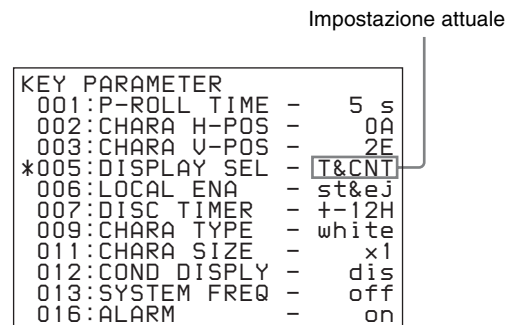 Impostazione attuale
KEY PARAMETER
001:P-ROLL TIME - 5 s
002:CHARA H-POS - 0A
003:CHARA V-POS - 2E
*005:DISPLAY SEL - T&CNT
006:LOCAL ENA - st&ej
007:DISC TIMER - +-12H
009:CHARA TYPE - white
011:CHARA SIZE - x1
012:COND DISPLY - dis
013:SYSTEM FREQ - off
016:ALARM - on